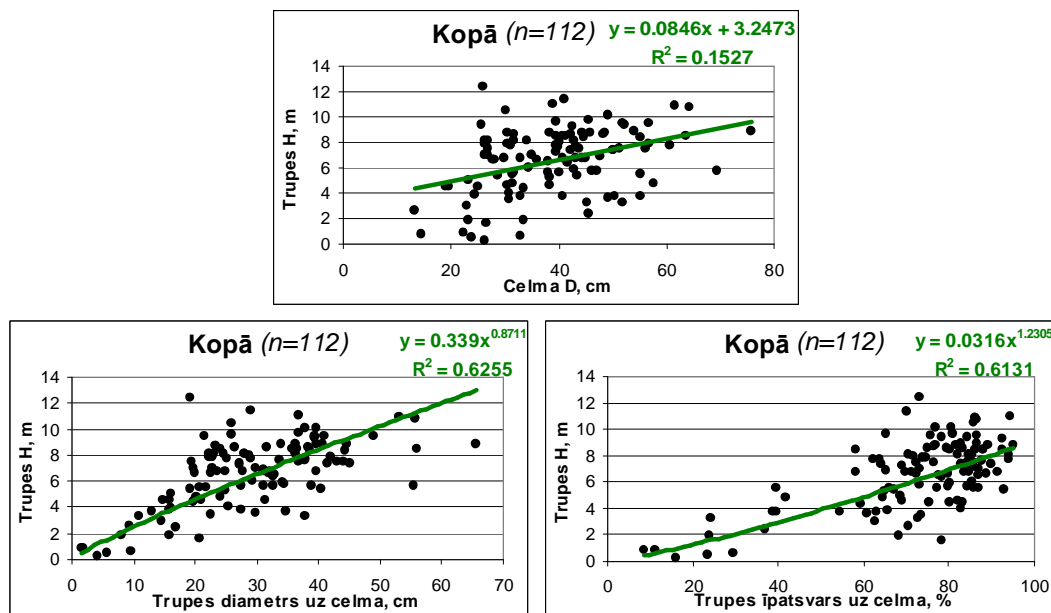 Kopā (n=112) y = 0.0846x + 3.2473
R² = 0.1527
14
12
10
8
6
4
2
0
Trupes H, m
0 20 40 60 80
Celma D, cm
Kopā (n=112) y = 0.339x^0.8711
R² = 0.6255
14
12
10
8
6
4
2
0
Trupes H, m
0 10 20 30 40 50 60 70
Trupes diametrs uz celma, cm
Kopā (n=112) y = 0.0316x^1.2305
R² = 0.6131
14
12
10
8
6
4
2
0
Trupes H, m
0 20 40 60 80 100
Trupes īpatsvars uz celma, %